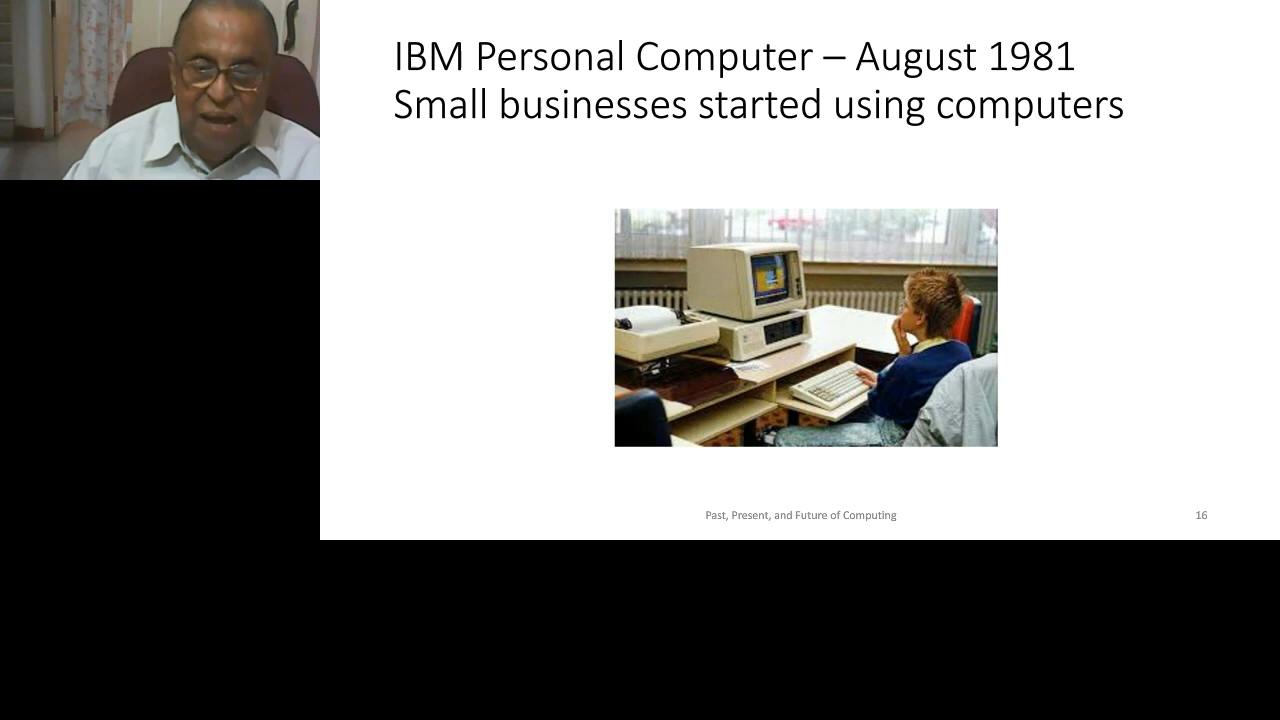 IBM Personal Computer – August 1981
Small businesses started using computers
Past, Present, and Future of Computing
16